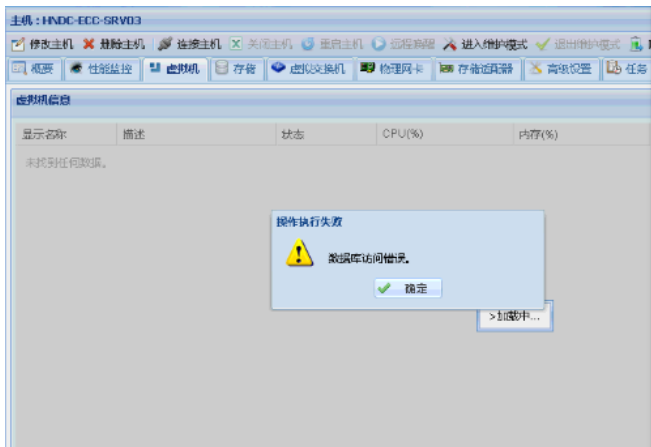 主机：HNDC-ECC-SRV03
修改主机 删除主机 连接主机 关闭主机 重启主机 远程唤醒 进入维护模式 退出维护模式
概要 性能监控 虚拟机 存储 虚拟交换机 物理网卡 存储适配器 高级设置 任务
虚拟机信息
显示名称 描述 状态 CPU(%) 内存(%)
未找到任何数据。
操作执行失败
数据库访问错误。
确定
>加载中...